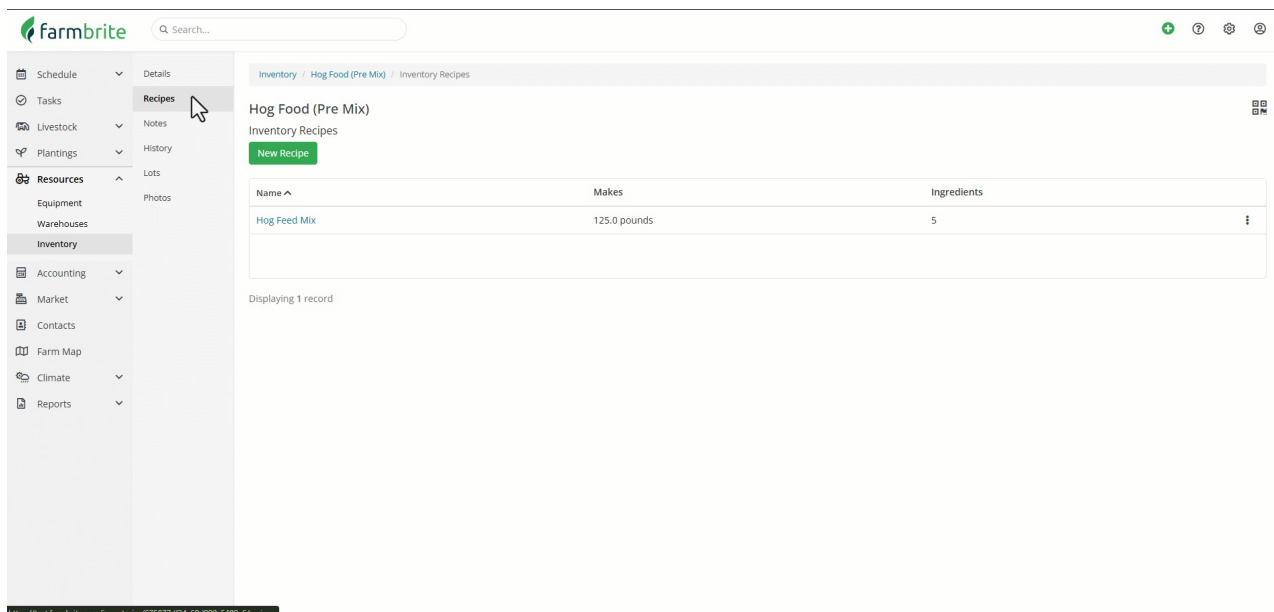 farmbrite
Search...
Schedule
Tasks
Livestock
Plantings
Resources
Equipment
Warehouses
Inventory
Accounting
Market
Contacts
Farm Map
Climate
Reports
Details
Recipes
Notes
History
Lots
Photos
Inventory / Hog Food (Pre Mix) / Inventory Recipes
Hog Food (Pre Mix)
Inventory Recipes
New Recipe
Name Makes Ingredients
Hog Feed Mix 125.0 pounds 5
Displaying 1 record